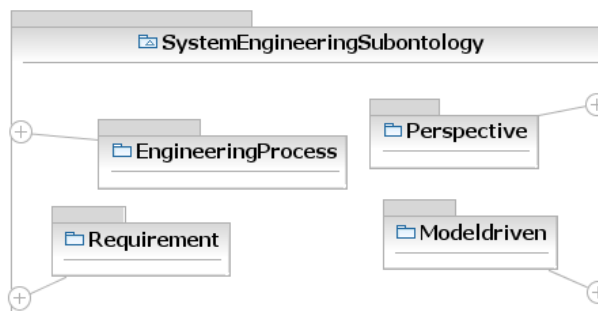 SystemEngineeringSubontology
Perspective
EngineeringProcess
Modeldriven
Requirement